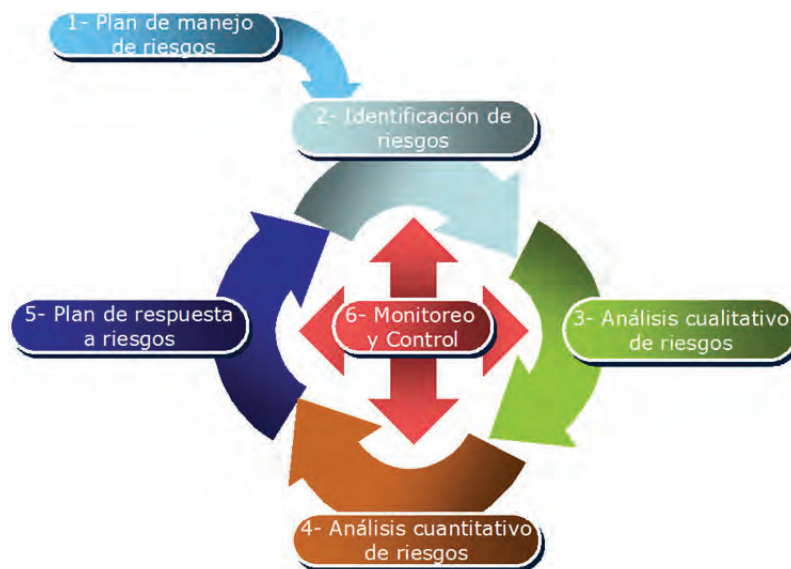 1- Plan de manejo
de riesgos
2- Identificación de
riesgos
3- Análisis cualitativo
de riesgos
4- Análisis cuantitativo
de riesgos
5- Plan de respuesta
a riesgos
6- Monitoreo
y Control